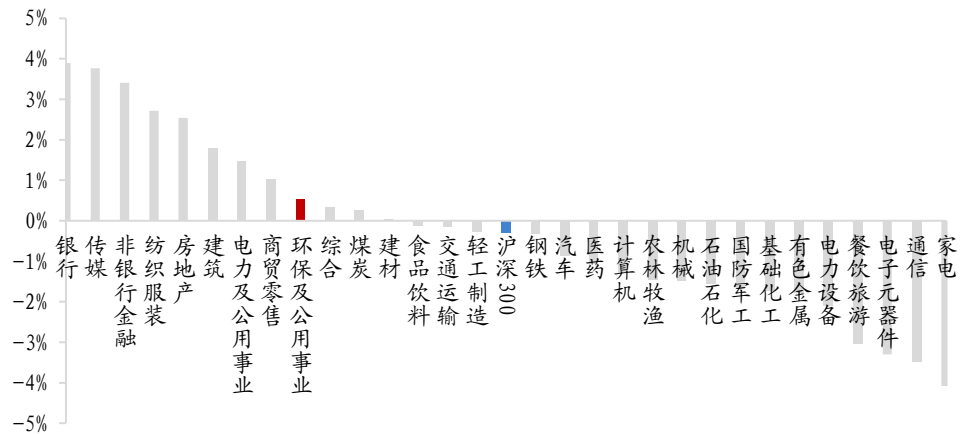 5%
4%
3%
2%
1%
0%
-1%
-2%
-3%
-4%
-5%
银行
传媒
非银行金融
纺织服装
房地产
建筑
电力及公用事业
商贸零售
环保及公用事业
综合
煤炭
建材
食品饮料
交通运输
轻工制造
沪深300
钢铁
汽车
医药
计算机
农林牧渔
机械
石油石化
国防军工
基础化工
有色金属
电力设备
餐饮旅游
电子元器件
通信
家电